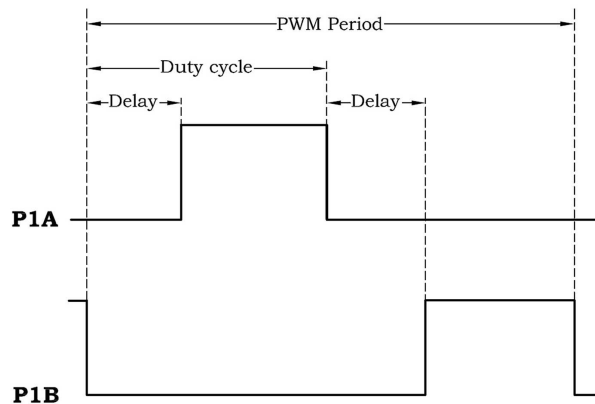 PWM Period
Duty cycle
Delay
Delay
P1A
P1B